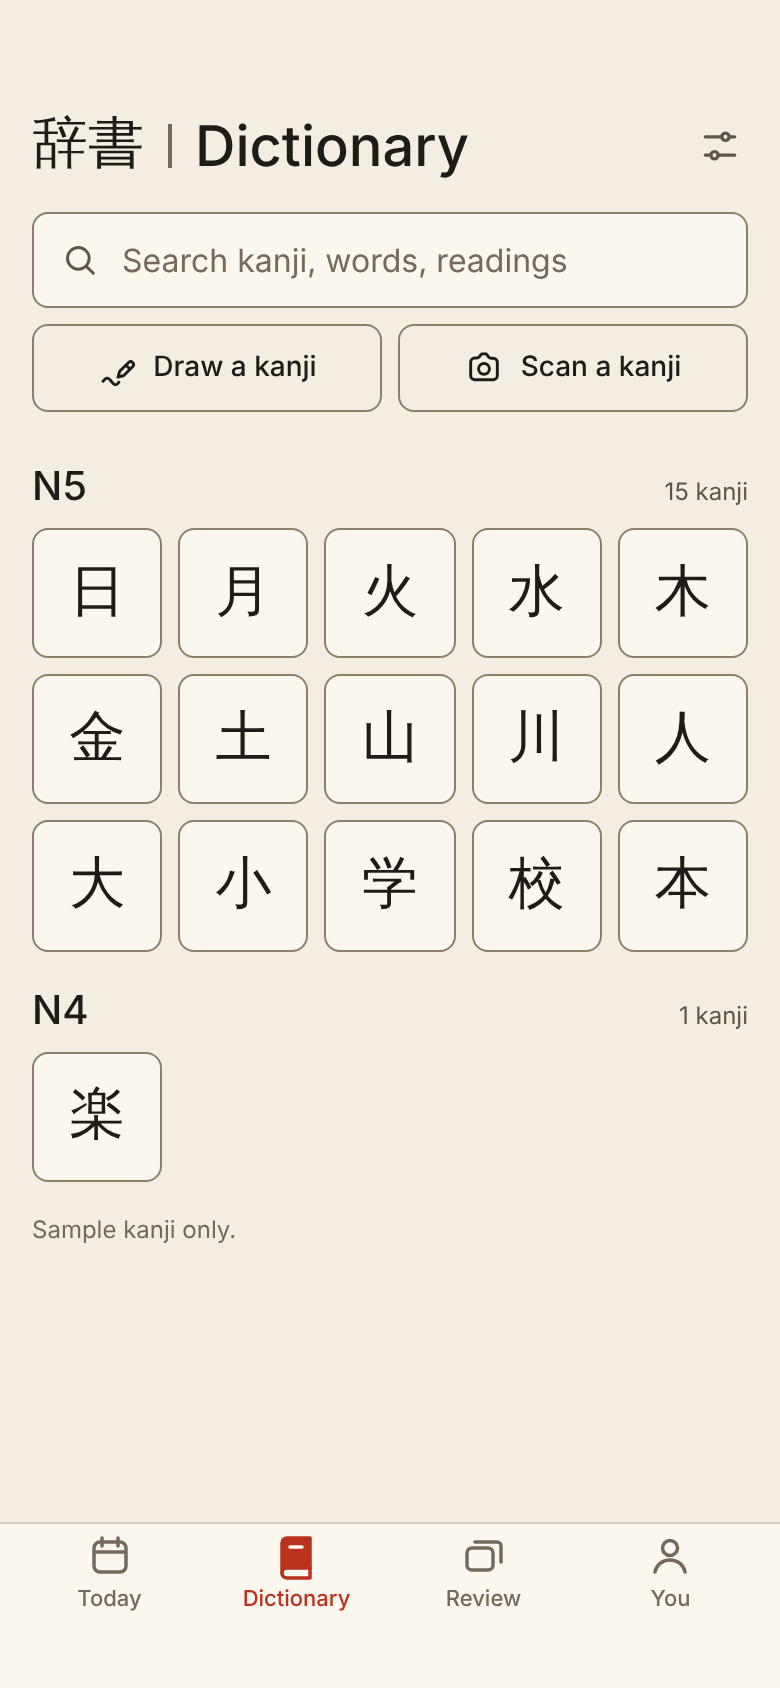 辞書 | Dictionary
Search kanji, words, readings
Draw a kanji Scan a kanji
N5 15 kanji
日 月 火 水 木
金 土 山 川 人
大 小 学 校 本
N4 1 kanji
楽
Sample kanji only.
Today Dictionary Review You